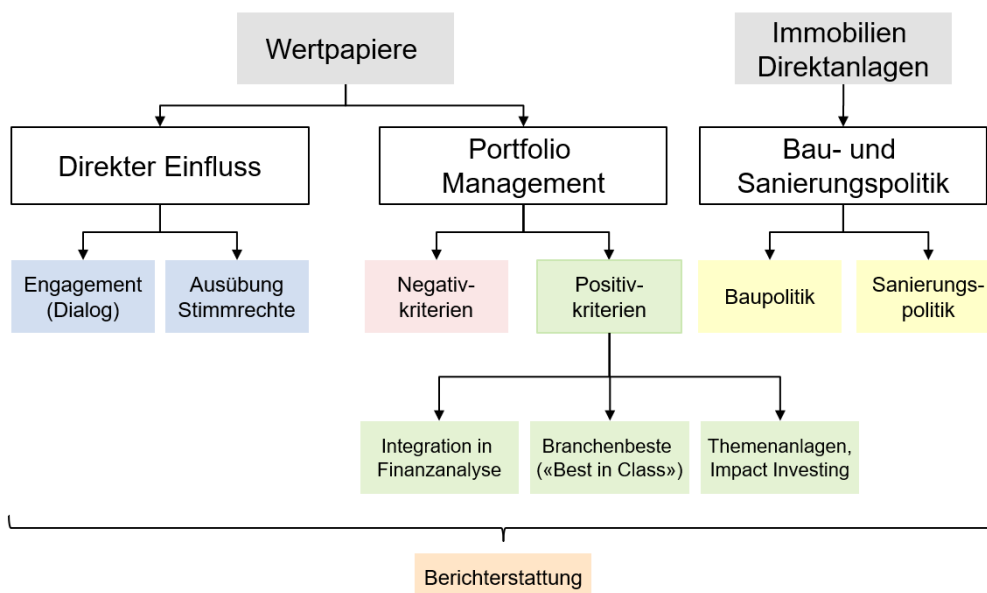 Wertpapiere
Immobilien
Direktanlagen
Direkter Einfluss
Portfolio
Management
Bau- und
Sanierungspolitik
Engagement
(Dialog)
Ausübung
Stimmrechte
Negativ-
kriterien
Positiv-
kriterien
Baupolitik
Sanierungs-
politik
Integration in
Finanzanalyse
Branchenbeste
(«Best in Class»)
Themenanlagen,
Impact Investing
Berichterstattung